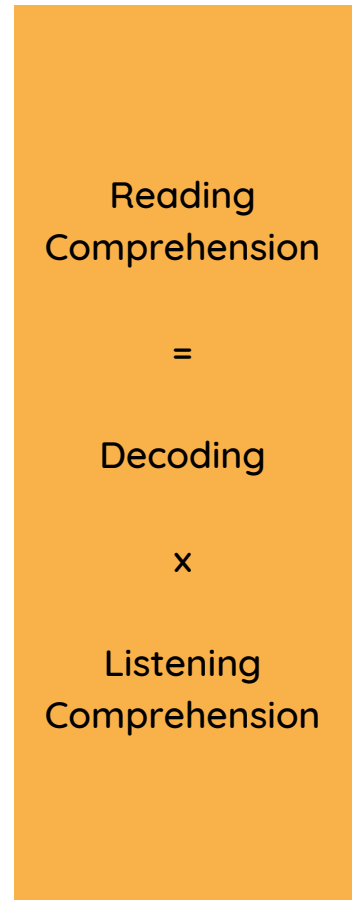 Reading
Comprehension
=
Decoding
x
Listening
Comprehension